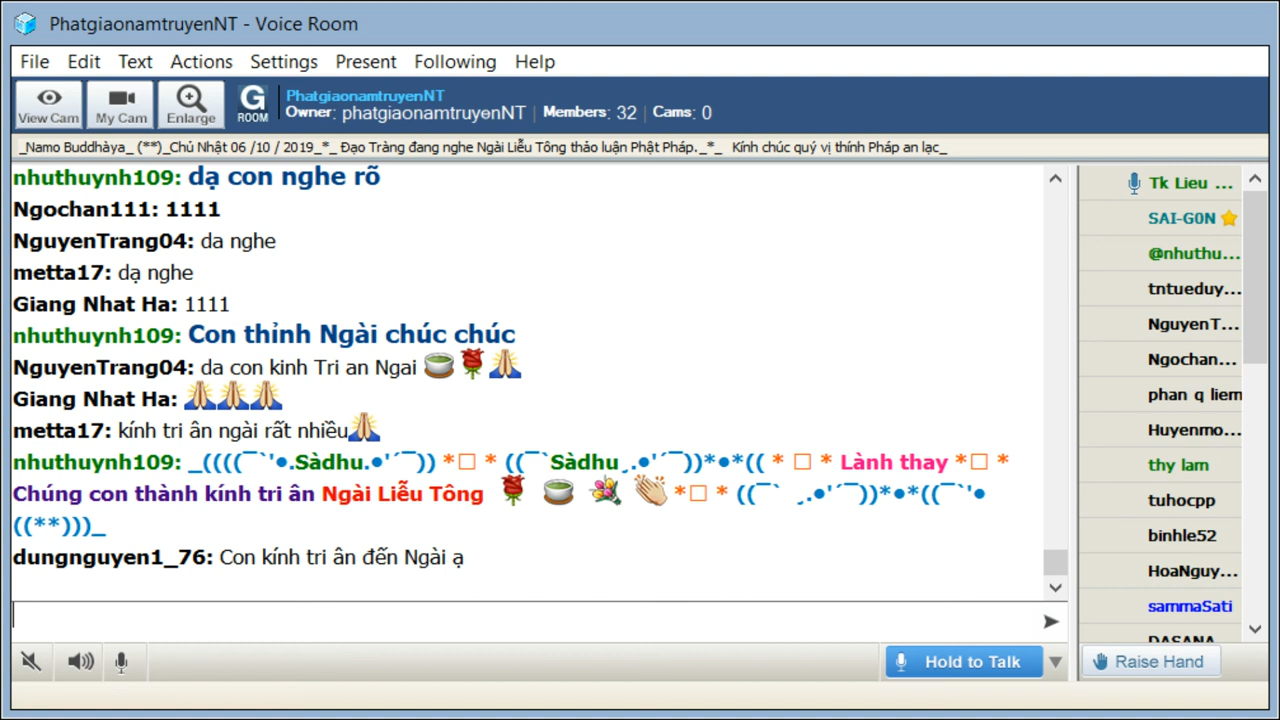 PhatgiaonamtruyenNT - Voice Room
File Edit Text Actions Settings Present Following Help
View Cam My Cam Enlarge
G ROOM
PhatgiaonamtruyenNT
Owner: phatgiaonamtruyenNT | Members: 32 | Cams: 0
_Namo Buddhàya_ (**)_Chủ Nhật 06 /10 / 2019_*_ Đạo Tràng đang nghe Ngài Liễu Tông thảo luận Phật Pháp._*_ Kính chúc quý vị thính Pháp an lạc_
nhuthuynh109: dạ con nghe rõ
Ngochan111: 1111
NguyenTrang04: da nghe
metta17: dạ nghe
Giang Nhat Ha: 1111
nhuthuynh109: Con thỉnh Ngài chúc chúc
NguyenTrang04: da con kinh Tri an Ngai 🍵🌹🙏
Giang Nhat Ha: 🙏🙏🙏
metta17: kính tri ân ngài rất nhiều🙏
nhuthuynh109: _((((¯`'●.Sàdhu.●'´¯)) *□ * ((¯`Sàdhu¸.●'´¯))*●*(( * □ * Lành thay *□ *
Chúng con thành kính tri ân Ngài Liễu Tông 🌹 🍵 💐 👏 *□ * ((¯` ¸.●'´¯))*●*((¯`'●
((**)))_
dungnguyen1_76: Con kính tri ân đến Ngài ạ
Tk Lieu ...
SAI-G0N
@nhuthu...
tntueduy...
NguyenT...
Ngochan...
phan q liem
Huyenmo...
thy lam
tuhocpp
binhle52
HoaNguy...
sammaSati
DASANA
Hold to Talk
Raise Hand